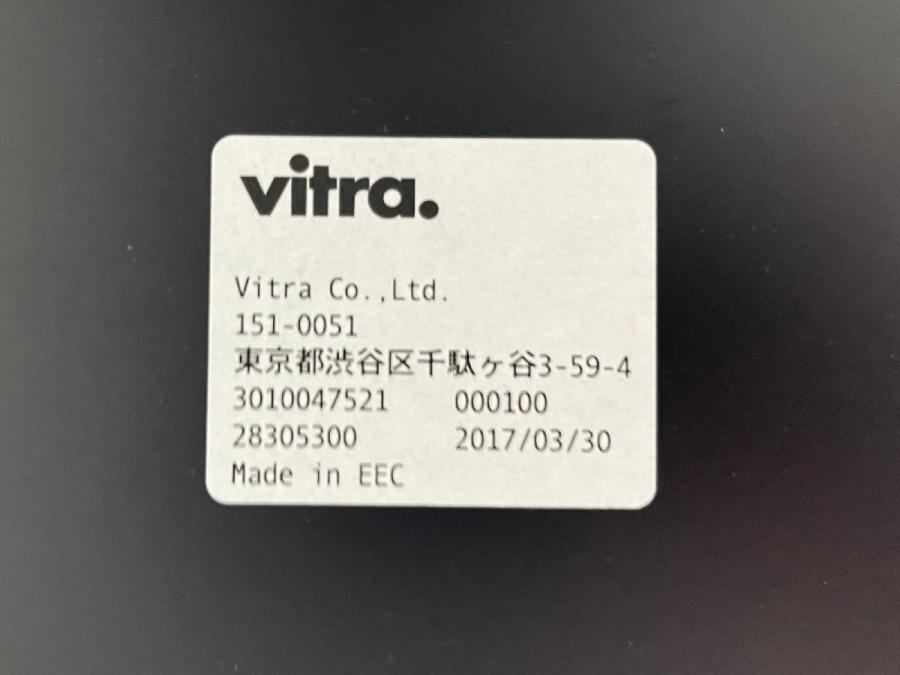 vitra.
Vitra Co.,Ltd.
151-0051
東京都渋谷区千駄ヶ谷3-59-4
3010047521 000100
28305300 2017/03/30
Made in EEC